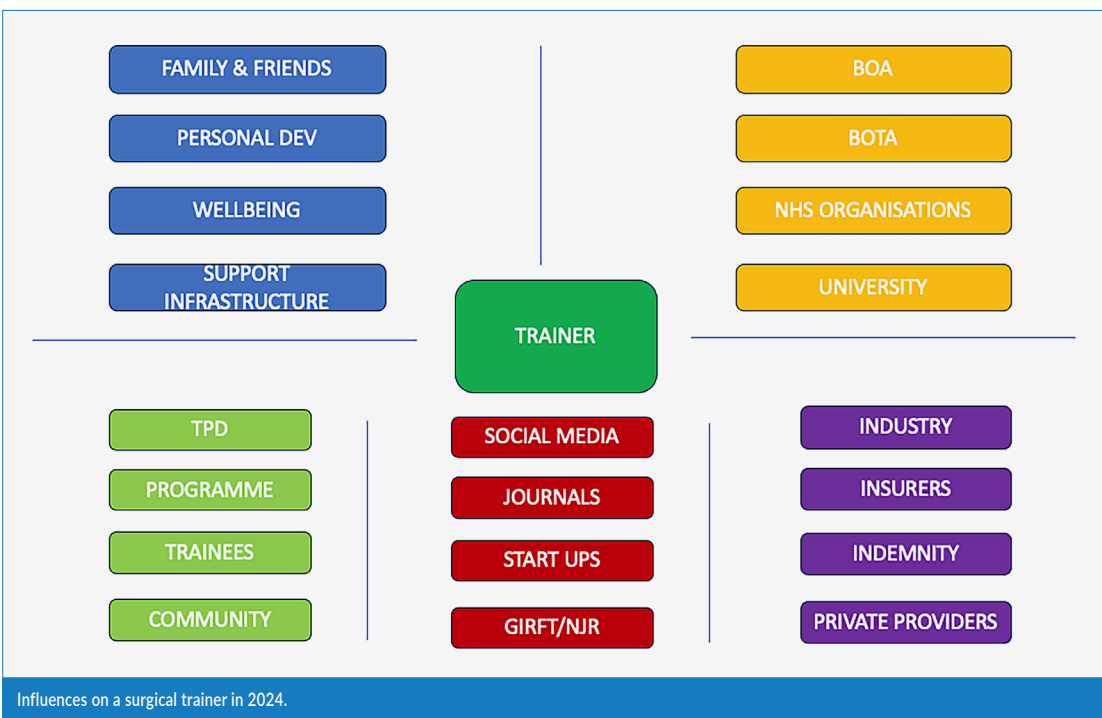 FAMILY & FRIENDS
PERSONAL DEV
WELLBEING
SUPPORT
INFRASTRUCTURE
BOA
BOTA
NHS ORGANISATIONS
UNIVERSITY
TRAINER
TPD
PROGRAMME
TRAINEES
COMMUNITY
SOCIAL MEDIA
JOURNALS
START UPS
GIRFT/NJR
INDUSTRY
INSURERS
INDEMNITY
PRIVATE PROVIDERS
Influences on a surgical trainer in 2024.